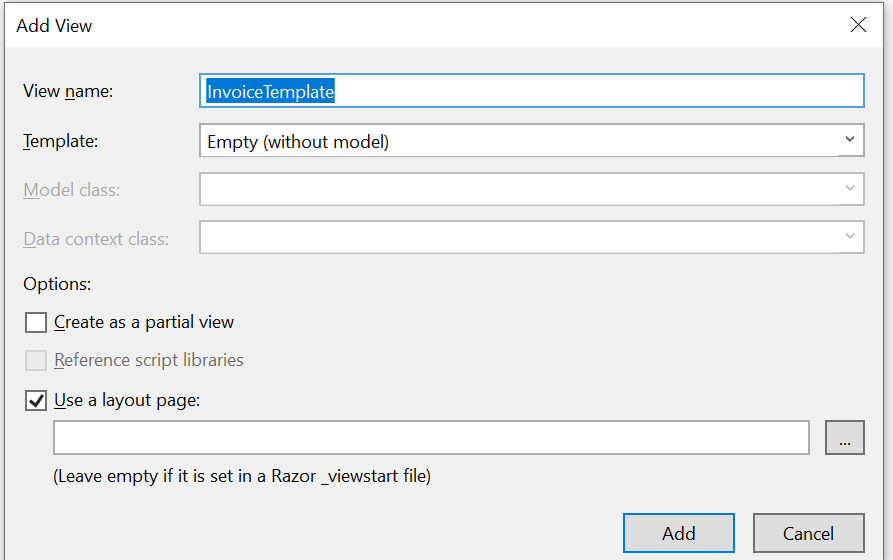 Add View
View name: InvoiceTemplate
Template: Empty (without model)
Model class:
Data context class:
Options:
Create as a partial view
Reference script libraries
Use a layout page:
...
(Leave empty if it is set in a Razor _viewstart file)
Add Cancel